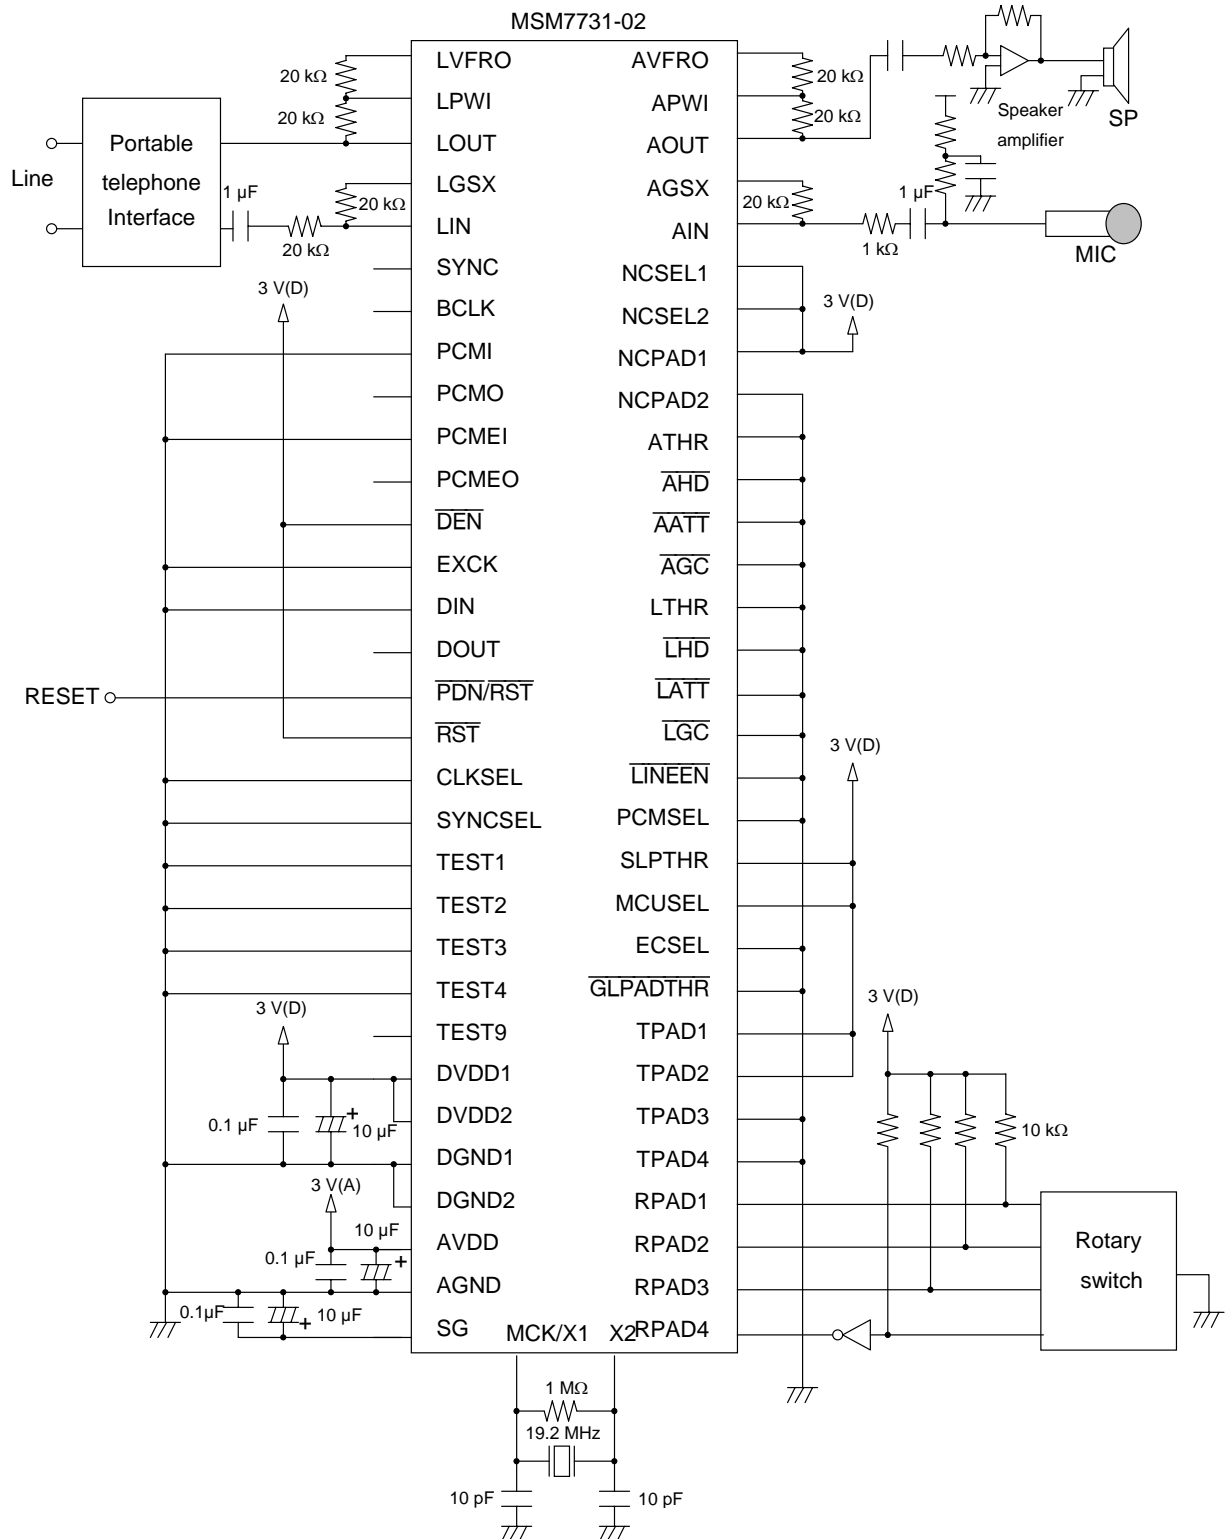 MSM7731-02
LVFRO
AVFRO
20 kΩ
20 kΩ
LPWI
APWI
SP
Speaker
amplifier
20 kΩ
20 kΩ
Portable
telephone
Interface
LOUT
AOUT
Line
LGSX
AGSX
1 µF
20 kΩ
20 kΩ
1 µF
LIN
AIN
20 kΩ
1 kΩ
MIC
SYNC
NCSEL1
3 V(D)
3 V(D)
BCLK
NCSEL2
PCMI
NCPAD1
PCMO
NCPAD2
PCMEI
ATHR
PCMEO
AHD
DEN
AATT
EXCK
AGC
DIN
LTHR
DOUT
LHD
RESET
PDN/RST
LATT
RST
LGC
3 V(D)
CLKSEL
LINEEN
SYNCSEL
PCMSEL
TEST1
SLPTHR
TEST2
MCUSEL
TEST3
ECSEL
TEST4
GLPADTHR
3 V(D)
3 V(D)
TEST9
TPAD1
DVDD1
TPAD2
DVDD2
TPAD3
0.1 µF
+
10 µF
10 kΩ
DGND1
TPAD4
3 V(A)
DGND2
RPAD1
10 µF
AVDD
RPAD2
Rotary
switch
0.1 µF
+
AGND
RPAD3
0.1µF
10 µF
+
SG
MCK/X1
X2
RPAD4
1 MΩ
19.2 MHz
10 pF
10 pF